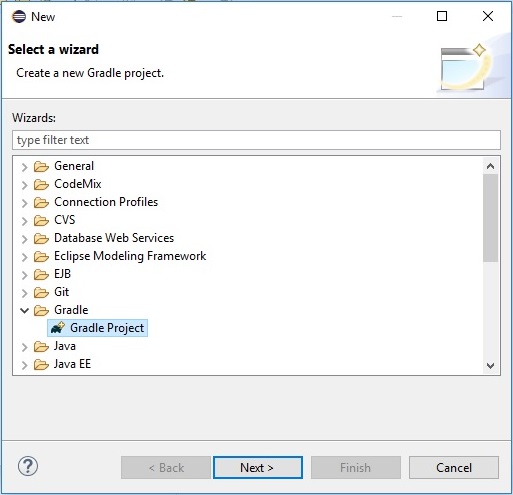 New
Select a wizard
Create a new Gradle project.
Wizards:
type filter text
General
CodeMix
Connection Profiles
CVS
Database Web Services
Eclipse Modeling Framework
EJB
Git
Gradle
Gradle Project
Java
Java EE
? < Back Next > Finish Cancel